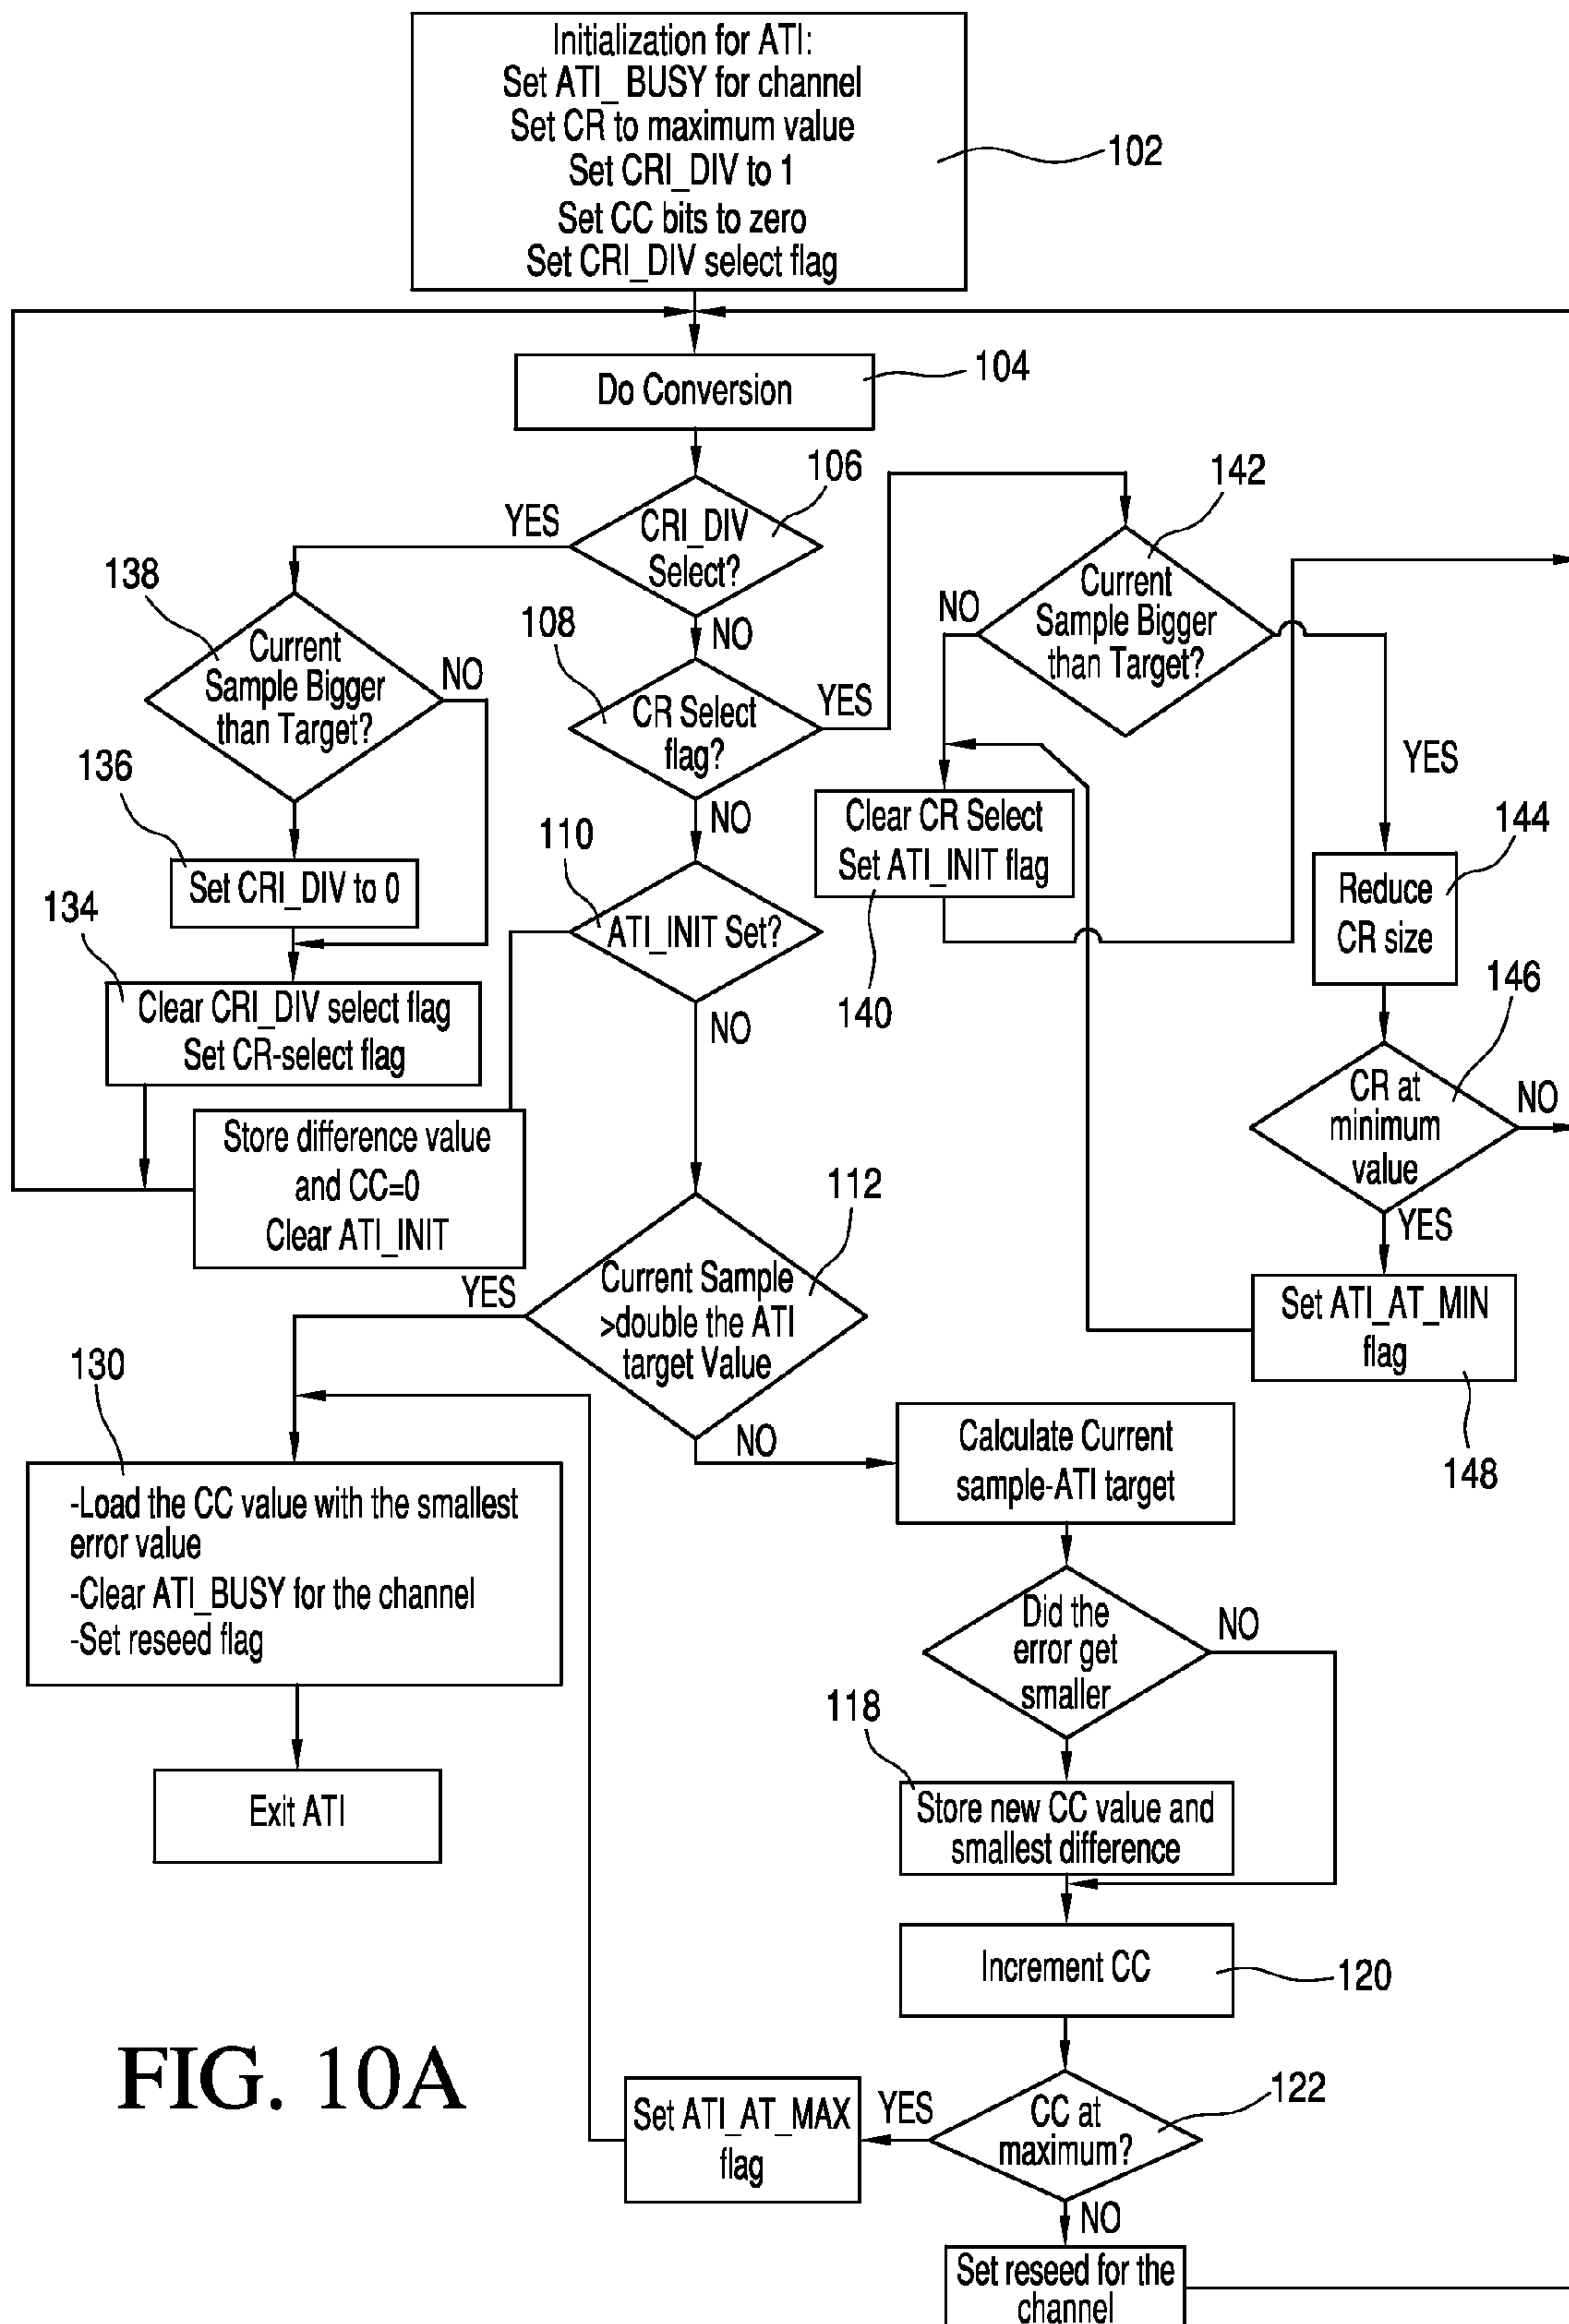 Initialization for ATI:
Set ATI_ BUSY for channel
Set CR to maximum value
Set CRI_DIV to 1
Set CC bits to zero
Set CRI_DIV select flag
102
Do Conversion
104
106
CRI_DIV
Select?
YES
NO
138
Current
Sample Bigger
than Target?
NO
108
CR Select
flag?
YES
NO
142
Current
Sample Bigger
than Target?
NO
YES
136
Set CRI_DIV to 0
134
Clear CRI_DIV select flag
Set CR-select flag
110
ATI_INIT Set?
NO
Clear CR Select
Set ATI_INIT flag
140
144
Reduce
CR size
146
CR at
minimum
value
NO
YES
Set ATI_AT_MIN
flag
148
Store difference value
and CC=0
Clear ATI_INIT
112
Current Sample
>double the ATI
target Value
YES
NO
130
-Load the CC value with the smallest
error value
-Clear ATI_BUSY for the channel
-Set reseed flag
Exit ATI
Calculate Current
sample-ATI target
Did the
error get
smaller
NO
118
Store new CC value and
smallest difference
Increment CC
120
122
CC at
maximum?
YES
NO
Set ATI_AT_MAX
flag
Set reseed for the
channel
FIG. 10A